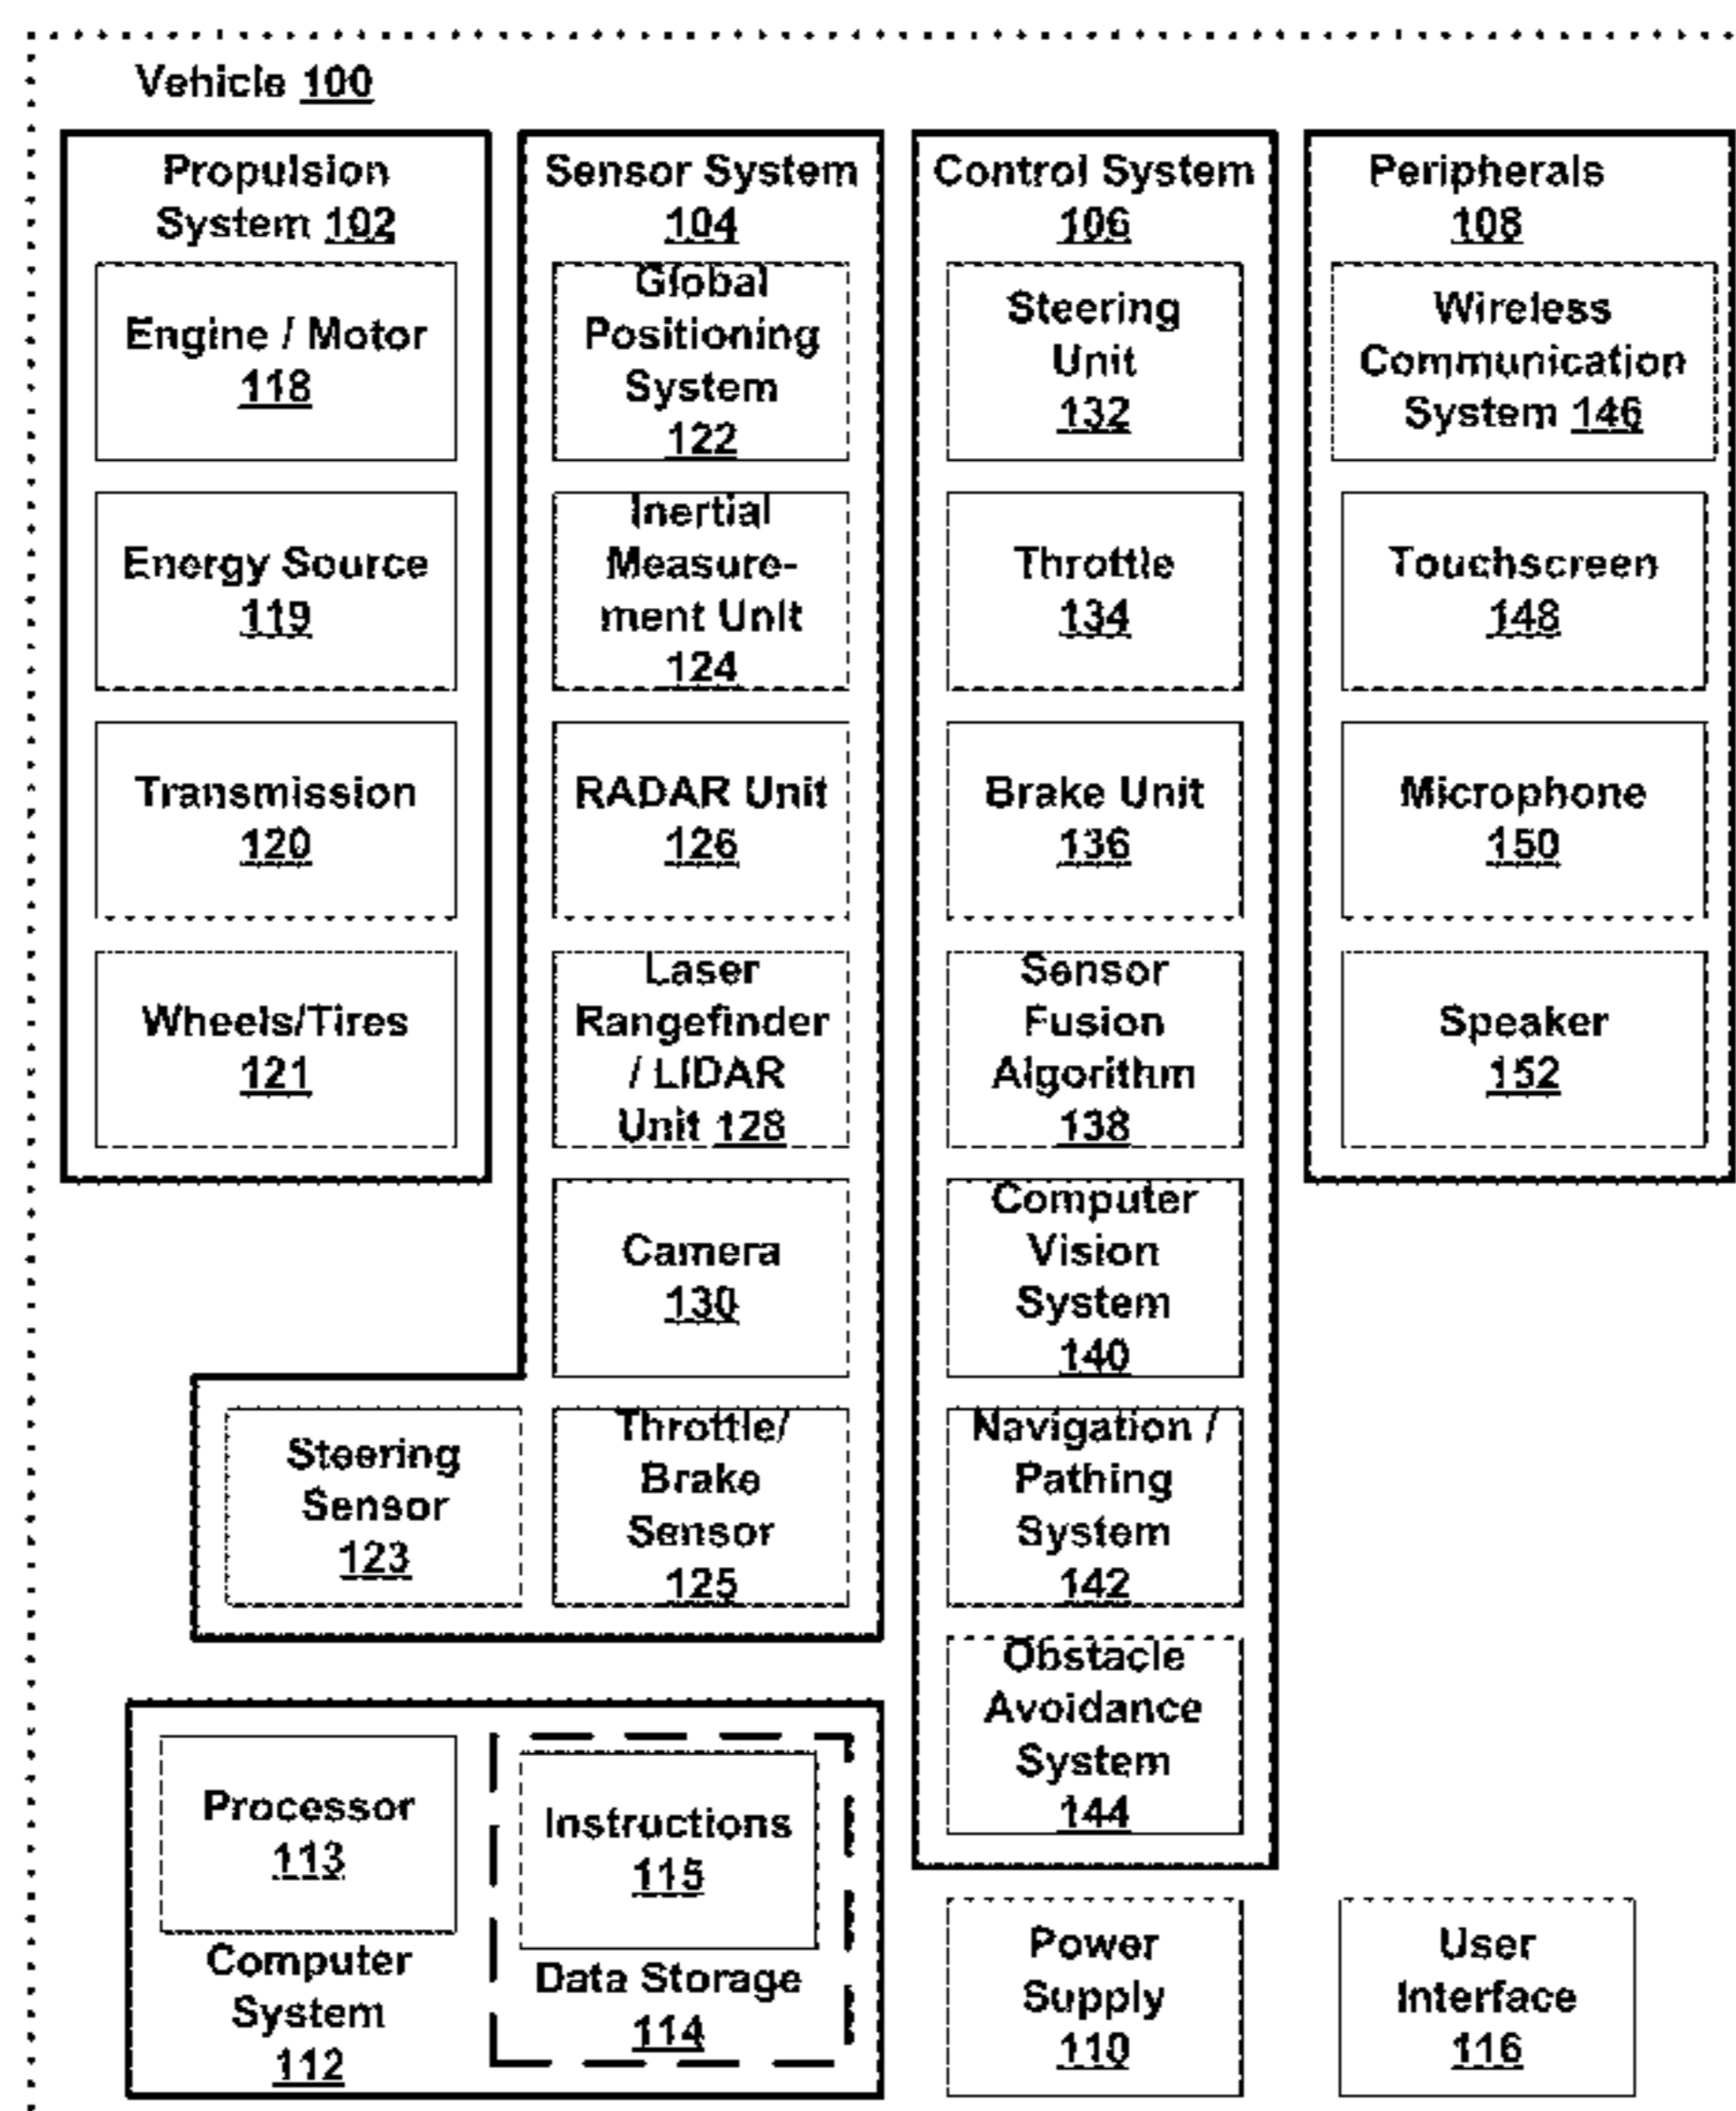 Vehicle 100
Propulsion
System 102
Engine / Motor
118
Energy Source
119
Transmission
120
Wheels/Tires
121
Sensor System
104
Global
Positioning
System
122
Inertial
Measure-
ment Unit
124
RADAR Unit
126
Laser
Rangefinder
/ LIDAR
Unit 128
Camera
130
Steering
Sensor
123
Throttle/
Brake
Sensor
125
Control System
106
Steering
Unit
132
Throttle
134
Brake Unit
136
Sensor
Fusion
Algorithm
138
Computer
Vision
System
140
Navigation /
Pathing
System
142
Obstacle
Avoidance
System
144
Peripherals
108
Wireless
Communication
System 146
Touchscreen
148
Microphone
150
Speaker
152
Processor
113
Computer
System
112
Instructions
115
Data Storage
114
Power
Supply
110
User
Interface
116